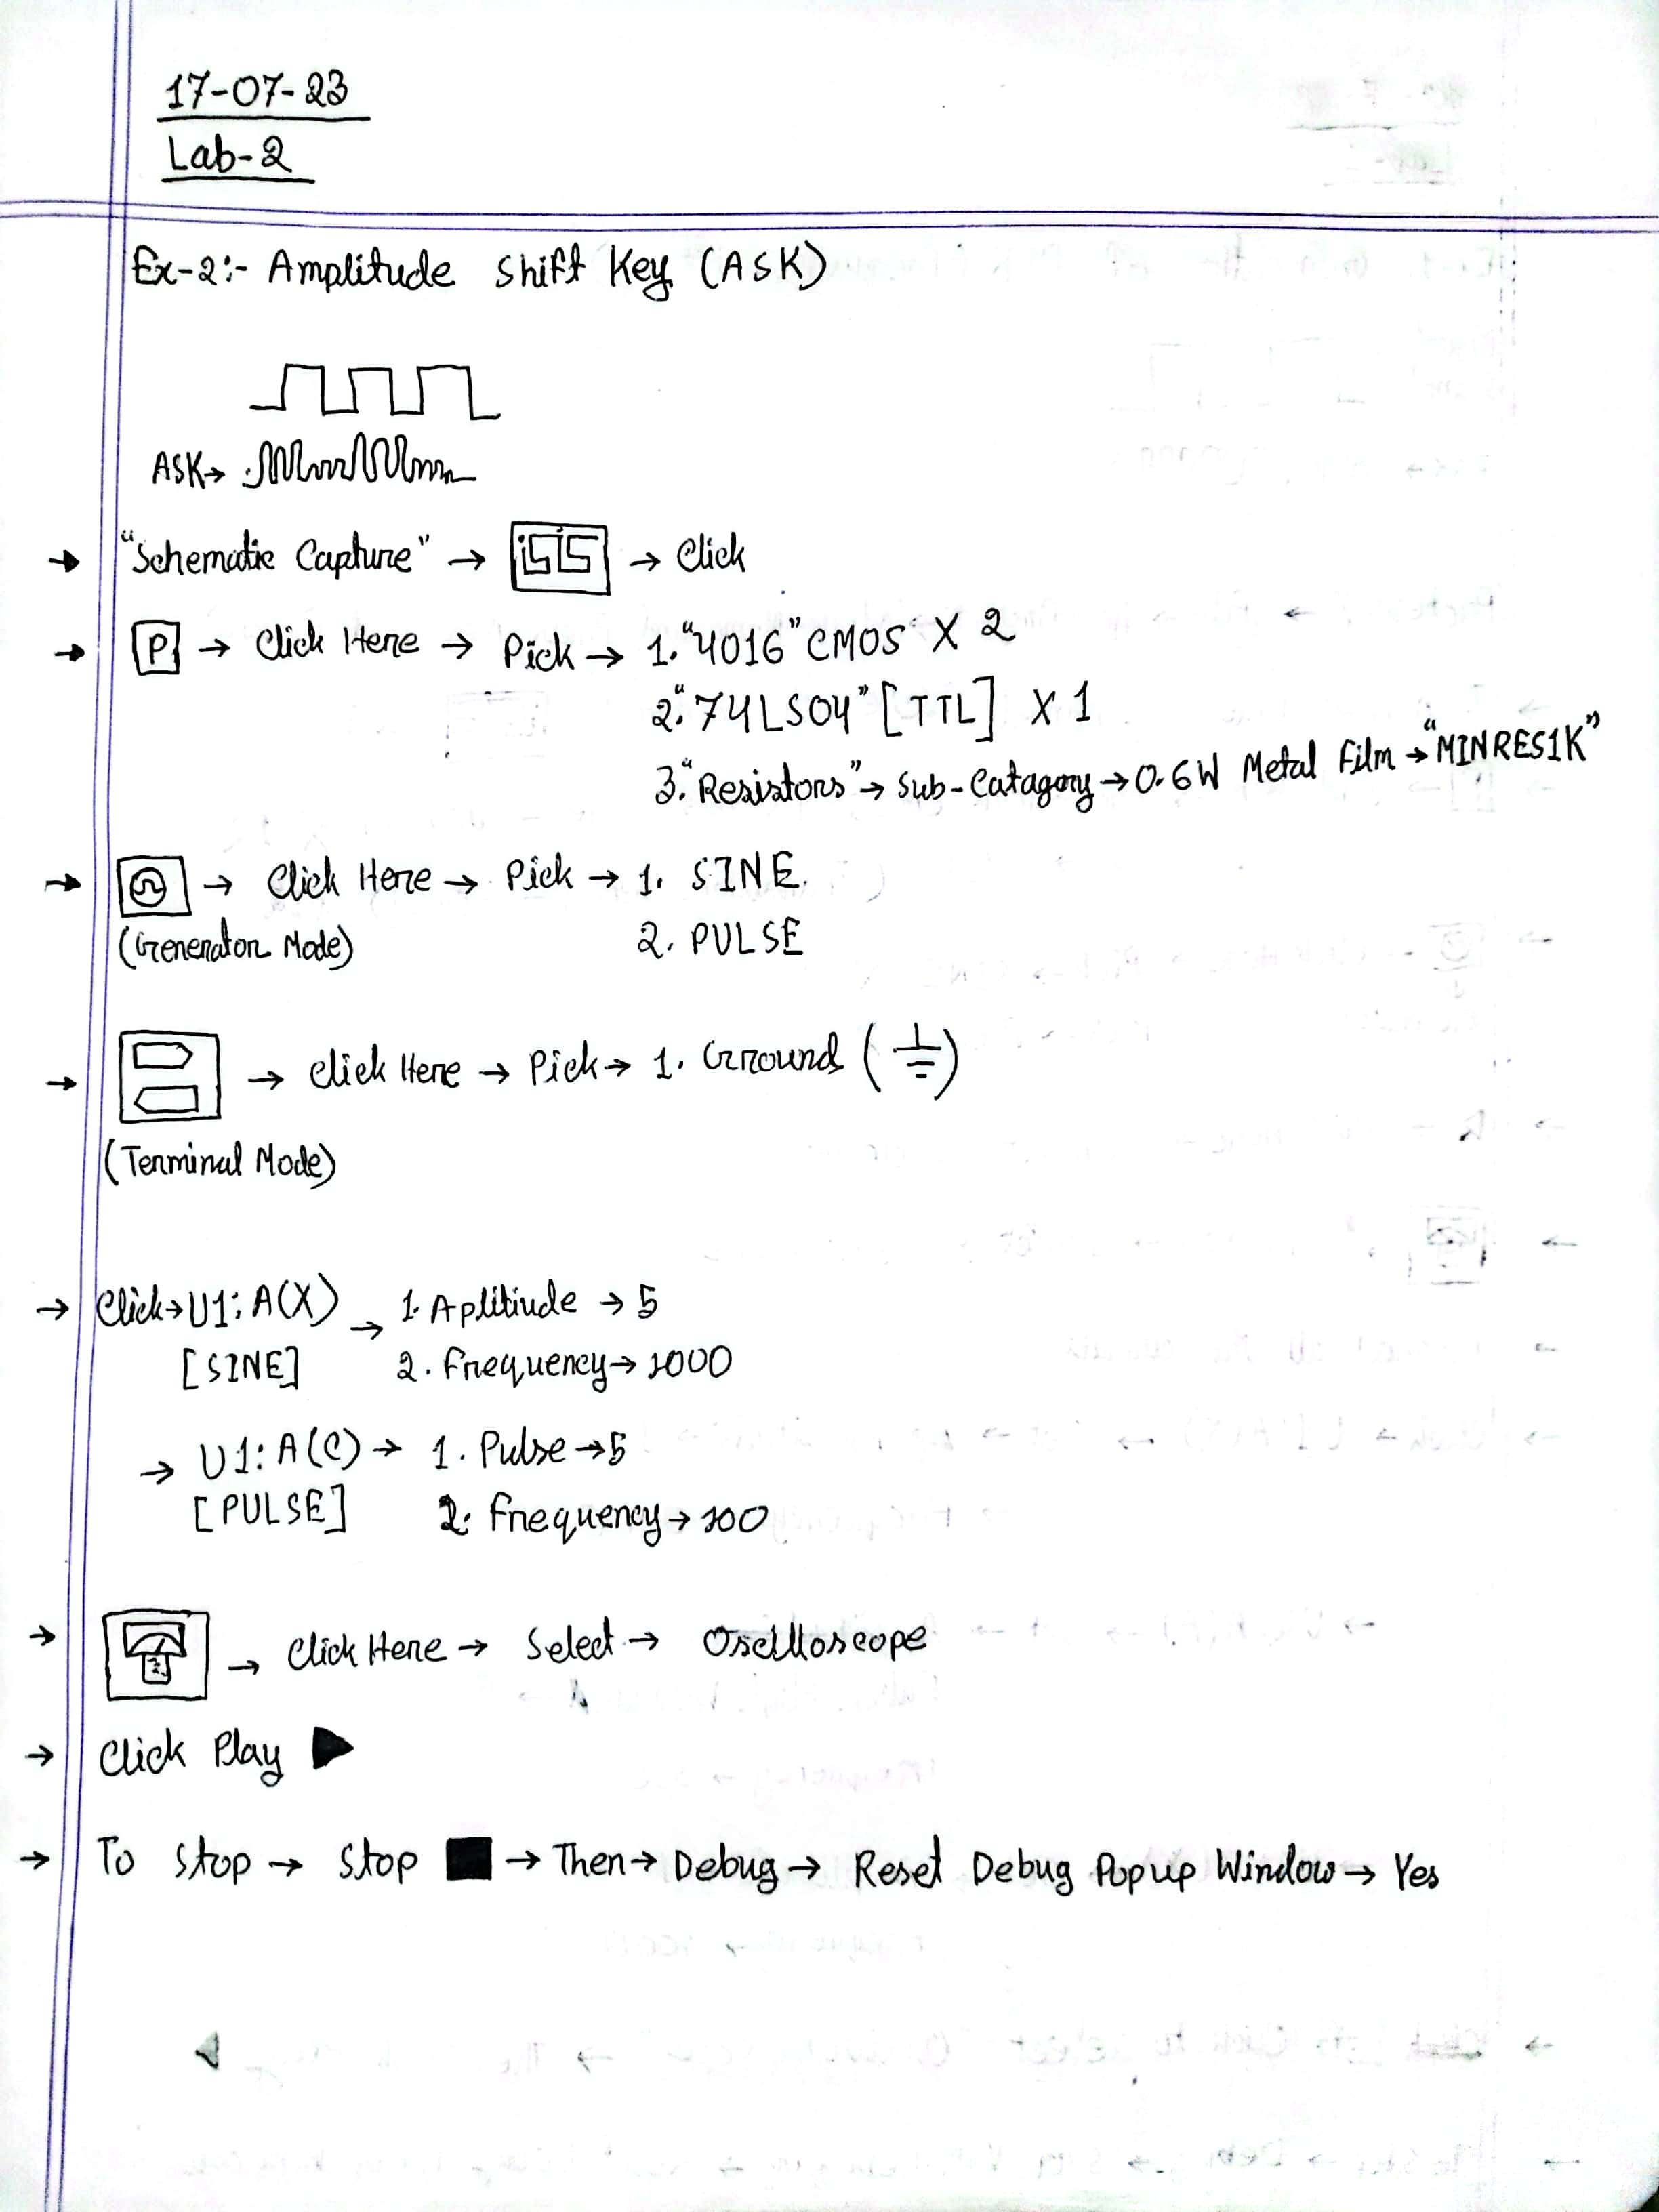 17-07-23
Lab-2
Ex-2:- Amplitude Shift Key (ASK)
ASK→
→ "Schematic Capture" → ISIS → Click
→ P → Click Here → Pick → 1. "4016" CMOS X 2
2. "74LS04" [TTL] X 1
3. "Resistors" → Sub-Catagory → 0.6W Metal Film → "MINRES1K"
→ → Click Here → Pick → 1. SINE
(Generator Mode) 2. PULSE
→ → Click Here → Pick → 1. Ground ( )
(Terminal Mode)
→ Click → U1: A(X) → 1. Aplitiude → 5
[SINE] 2. Frequency → 1000
→ U1: A(C) → 1. Pulse → 5
[PULSE] 2. Frequency → 100
→ → Click Here → Select → Oscilloscope
→ Click Play ▶
→ To Stop → Stop ■ → Then → Debug → Reset Debug Popup Window → Yes